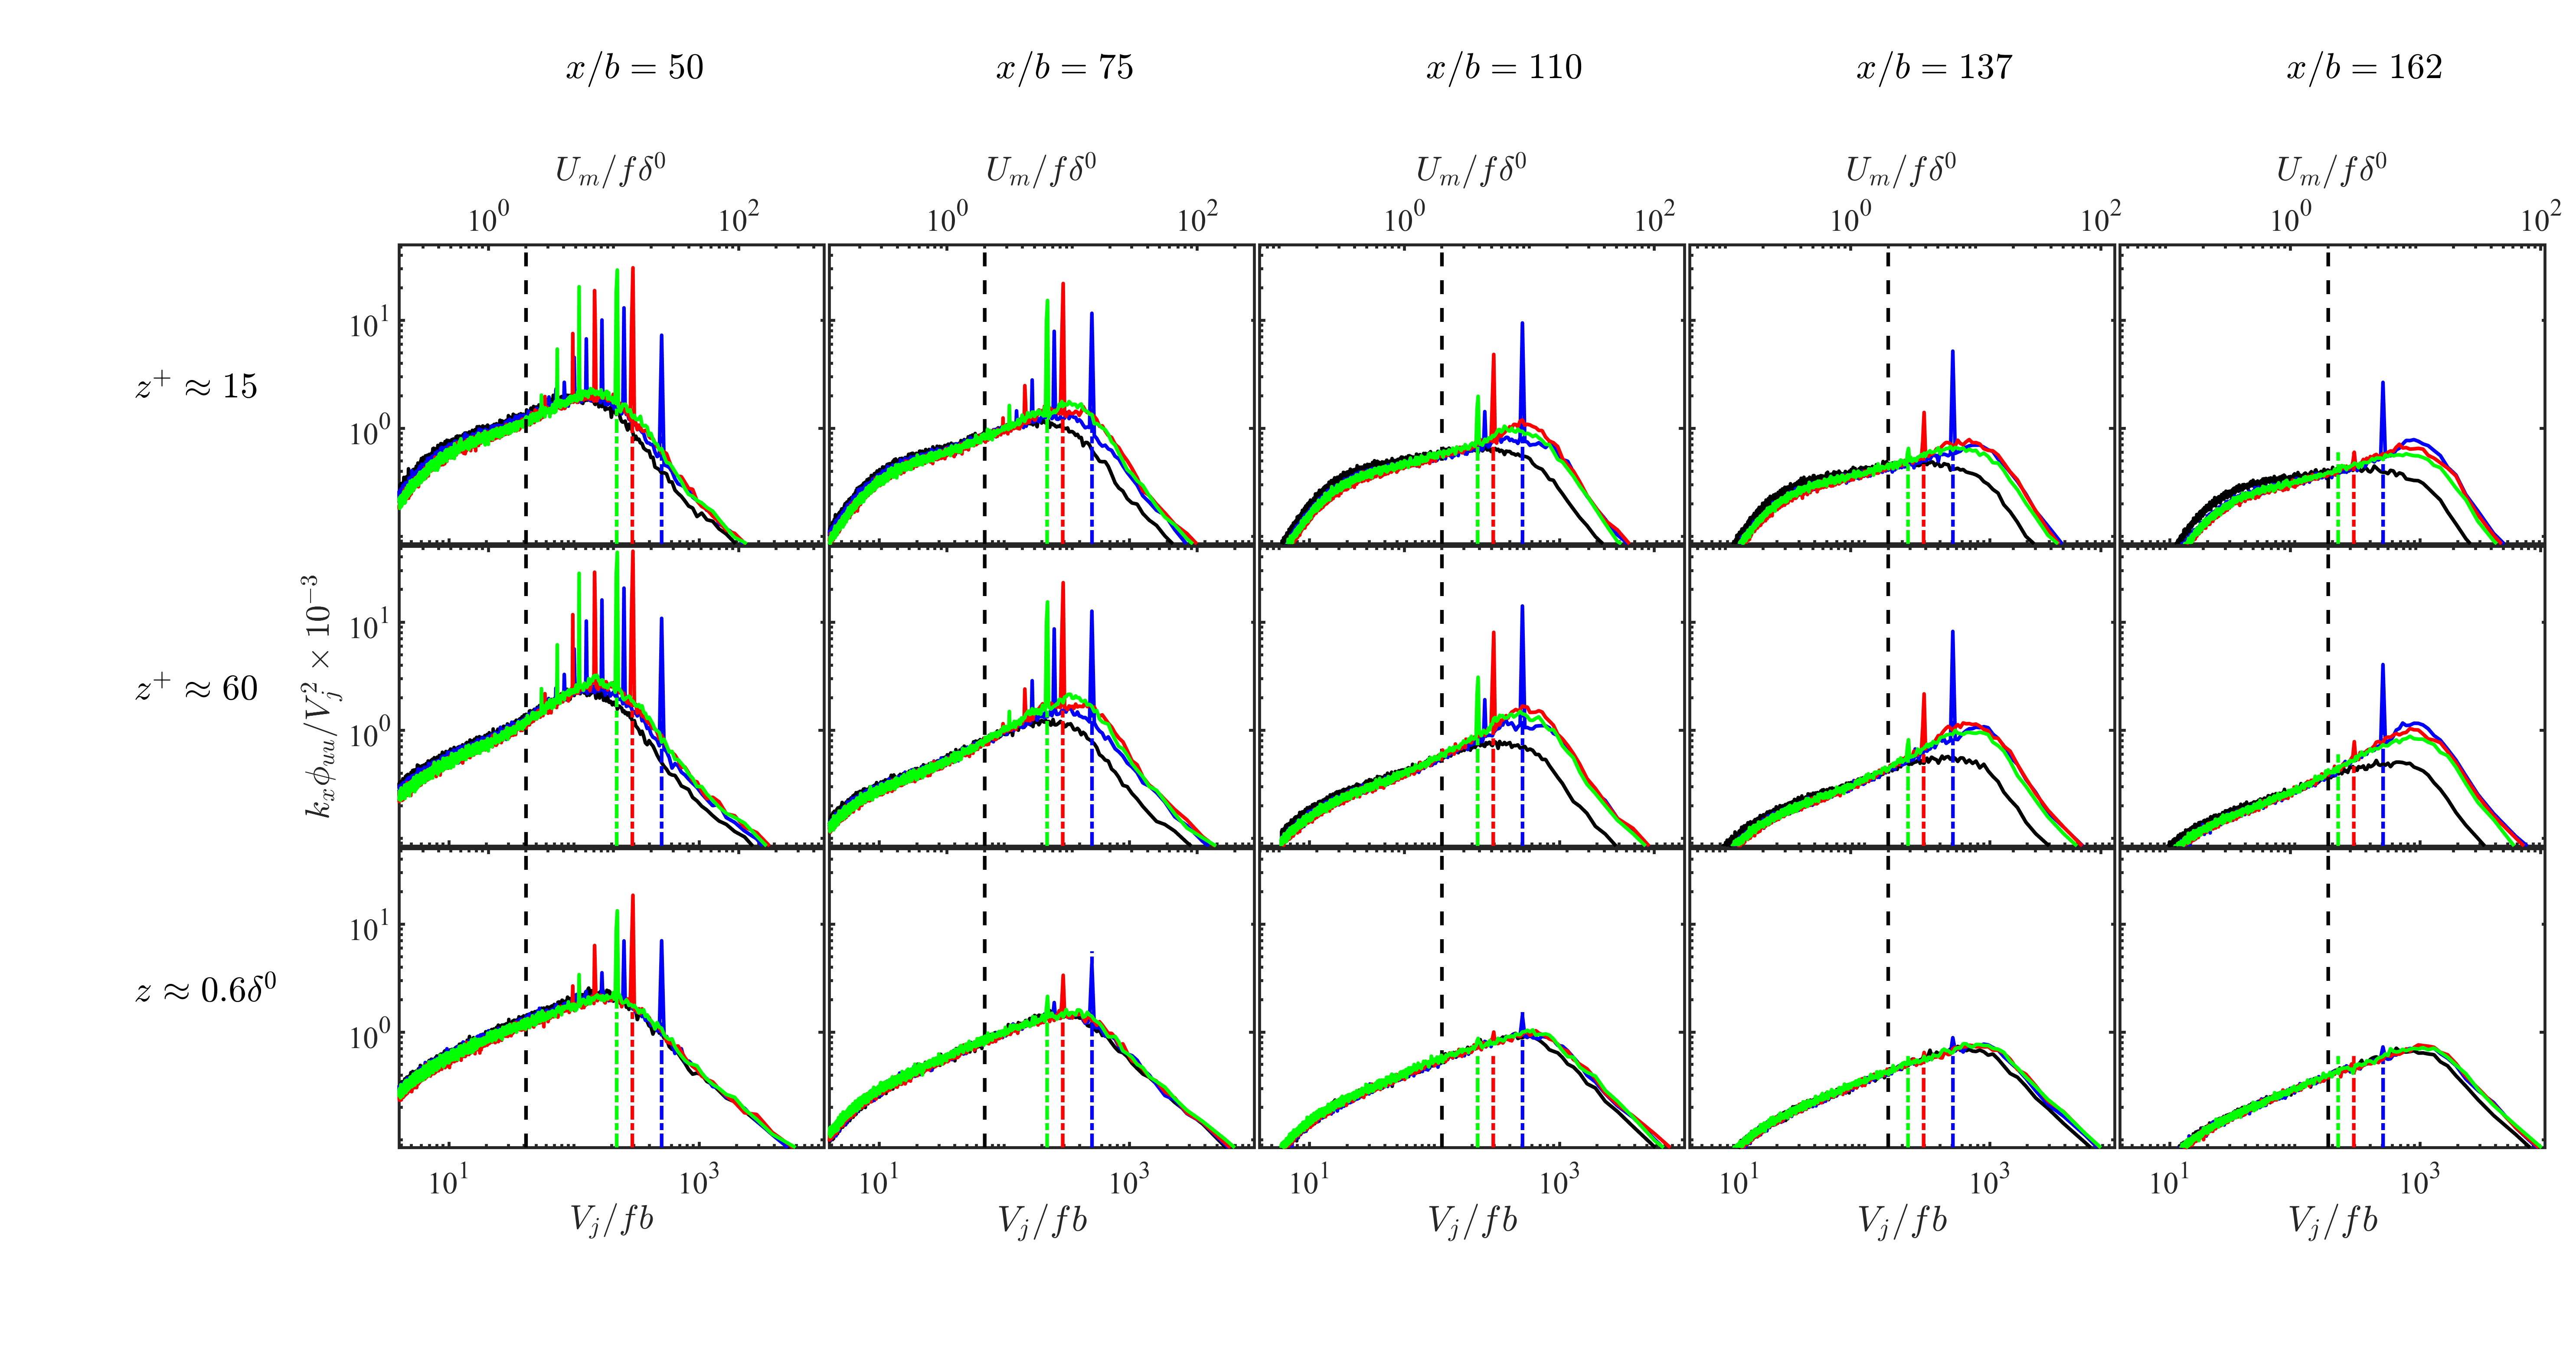 x/b = 50 x/b = 75 x/b = 110 x/b = 137 x/b = 162
U_m/fδ^0 U_m/fδ^0 U_m/fδ^0 U_m/fδ^0 U_m/fδ^0
10^0 10^2 10^0 10^2 10^0 10^2 10^0 10^2 10^0 10^2
10^1
z^+ ≈ 15
10^0
k_xϕ_{uu}/V_j^2 × 10^{-3}
10^1
z^+ ≈ 60
10^0
10^1
z ≈ 0.6δ^0
10^0
10^1 10^3 10^1 10^3 10^1 10^3 10^1 10^3 10^1 10^3
V_j/fb V_j/fb V_j/fb V_j/fb V_j/fb